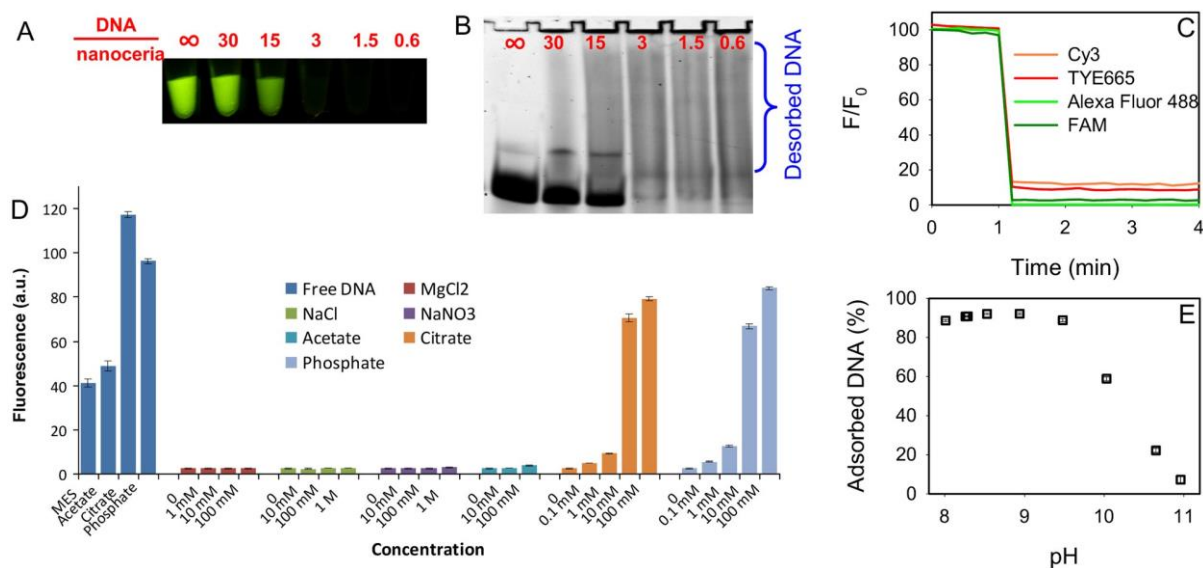 A
DNA
nanoceria
∞ 30 15 3 1.5 0.6
B
∞ 30 15 3 1.5 0.6
Desorbed DNA
C
F/F0
100
80
60
40
20
0
Cy3
TYE665
Alexa Fluor 488
FAM
0 1 2 3 4
Time (min)
D
Fluorescence (a.u.)
120
100
80
60
40
20
0
Free DNA MgCl2
NaCl NaNO3
Acetate Citrate
Phosphate
MES Acetate Citrate Phosphate
0 1 mM 10 mM 100 mM
0 10 mM 100 mM 1 M
0 10 mM 100 mM 1 M
0 10 mM 100 mM
0 0.1 mM 1 mM 10 mM 100 mM
0 0.1 mM 1 mM 10 mM 100 mM
Concentration
E
Adsorbed DNA (%)
100
80
60
40
20
0
8 9 10 11
pH